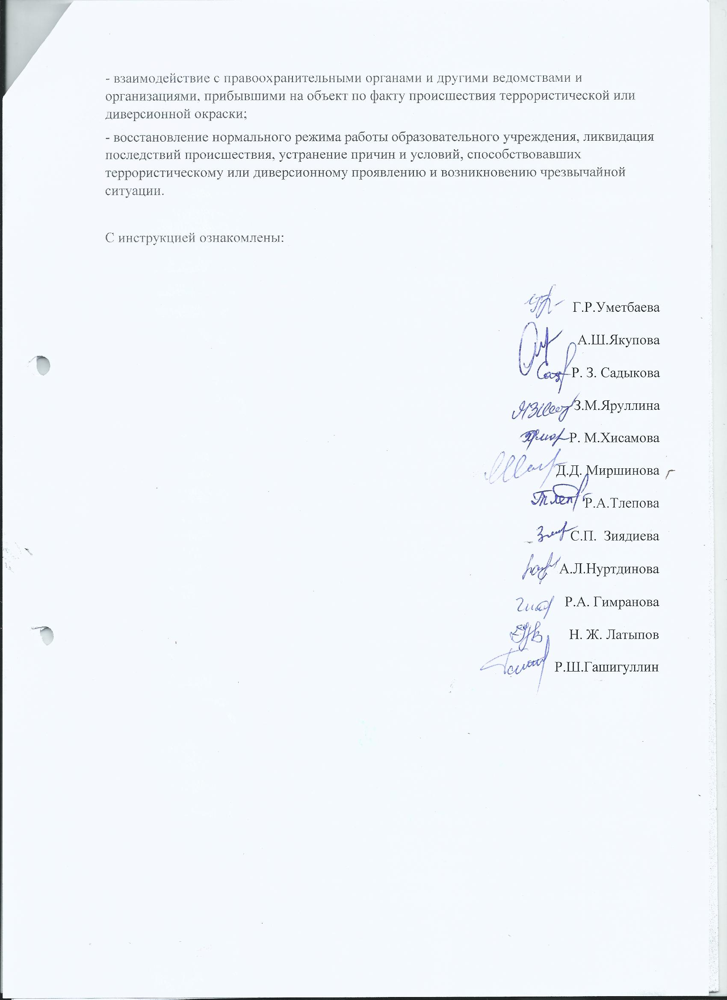 - взаимодействие с правоохранительными органами и другими ведомствами и
организациями, прибывшими на объект по факту происшествия террористической или
диверсионной окраски;
- восстановление нормального режима работы образовательного учреждения, ликвидация
последствий происшествия, устранение причин и условий, способствовавших
террористическому или диверсионному проявлению и возникновению чрезвычайной
ситуации.
С инструкцией ознакомлены:
Г.Р.Уметбаева
А.Ш.Якупова
Р. З. Садыкова
З.М.Яруллина
Р. М.Хисамова
Д.Д. Миршинова
Р.А.Тлепова
С.П. Зиядиева
А.Л.Нуртдинова
Р.А. Гимранова
Н. Ж. Латыпов
Р.Ш.Гашигуллин